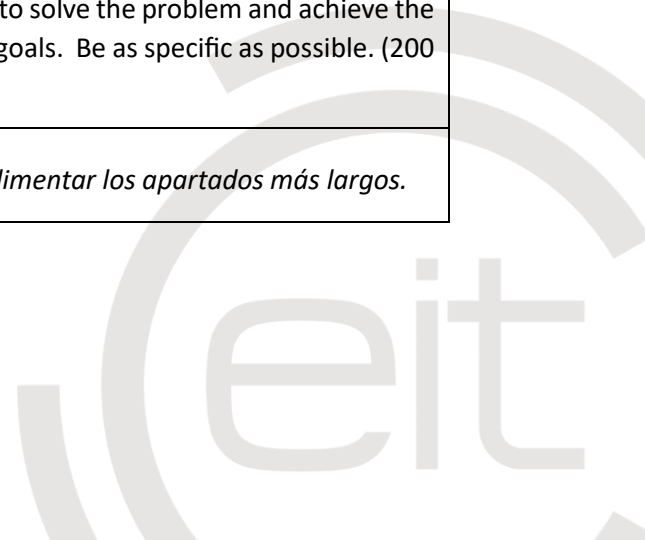 to solve the problem and achieve the
goals. Be as specific as possible. (200
limentar los apartados más largos.
eit